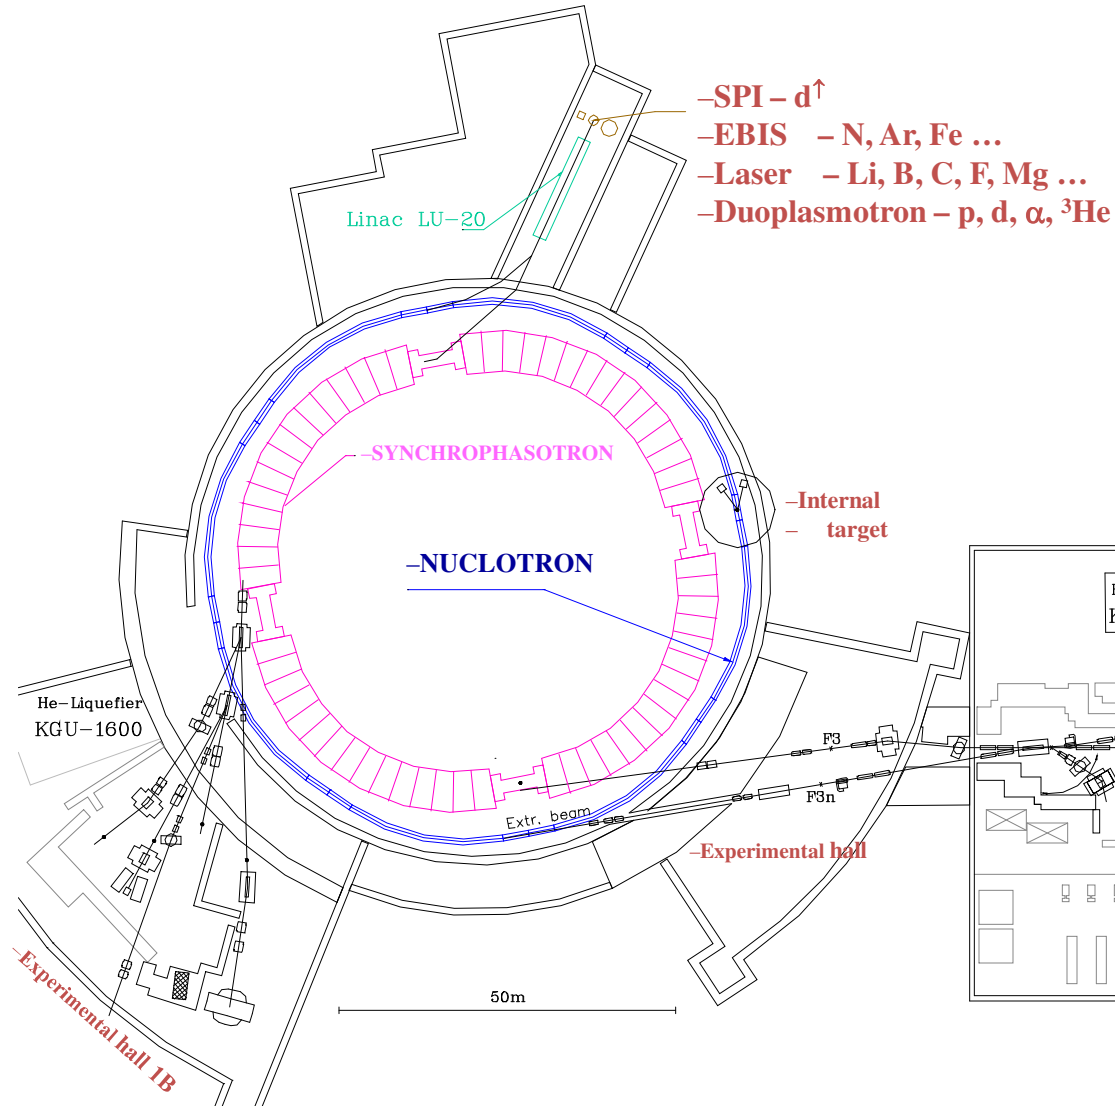 –SPI – d↑
–EBIS – N, Ar, Fe ...
–Laser – Li, B, C, F, Mg ...
–Duoplasmotron – p, d, α, ³He
Linac LU–20
–SYNCHROPHASOTRON
–Internal
– target
–NUCLOTRON
He–Liquefier
KGU–1600
F3
F3n
Extr. beam
–Experimental hall
–Experimental hall 1B
50m